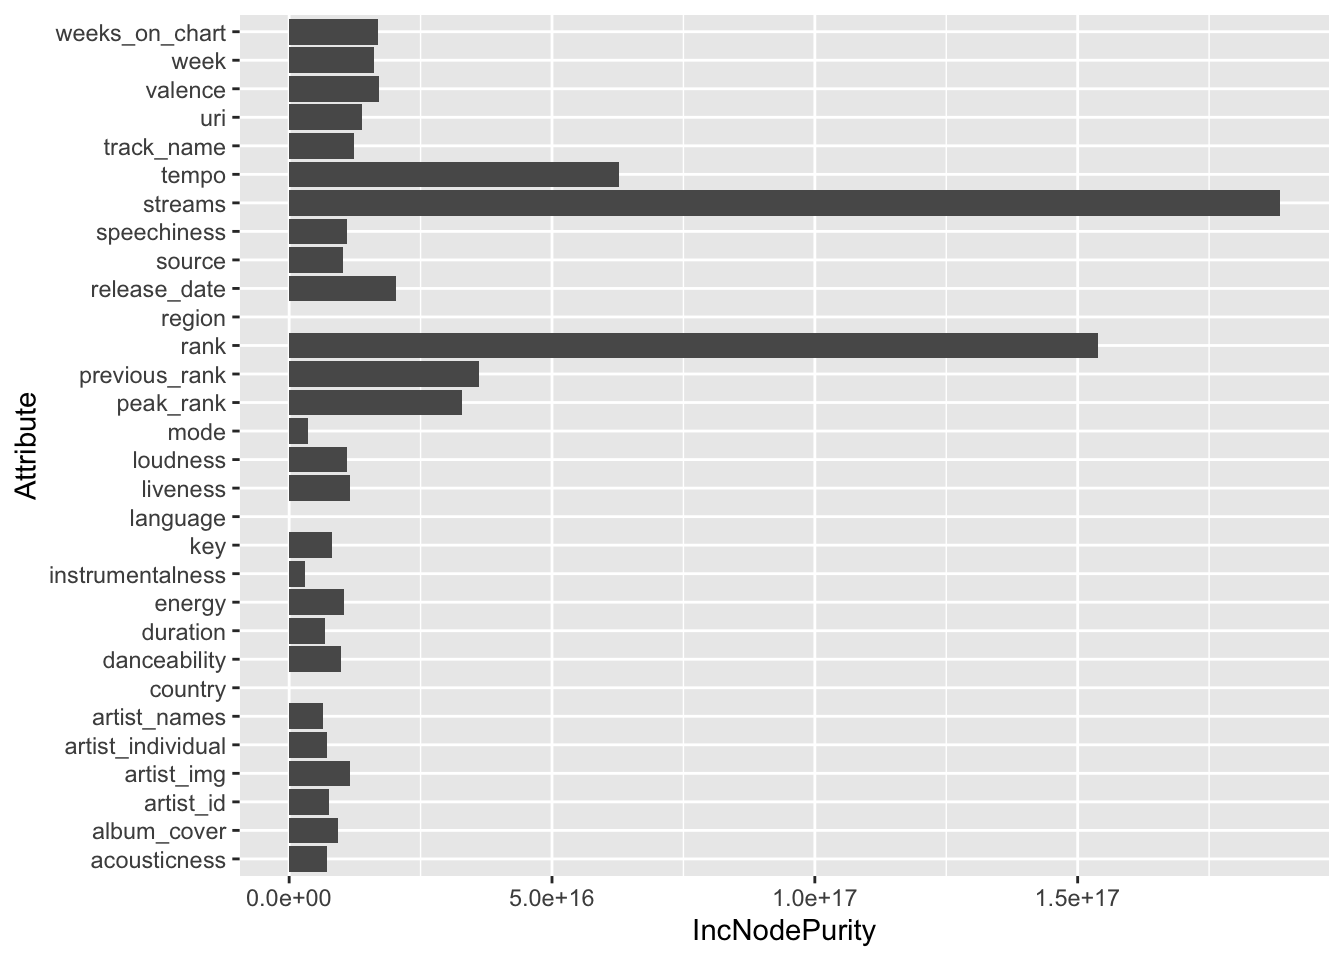 weeks_on_chart
week
valence
uri
track_name
tempo
streams
speechiness
source
release_date
region
rank
previous_rank
peak_rank
mode
loudness
liveness
language
key
instrumentalness
energy
duration
danceability
country
artist_names
artist_individual
artist_img
artist_id
album_cover
acousticness
Attribute
0.0e+00 5.0e+16 1.0e+17 1.5e+17
IncNodePurity